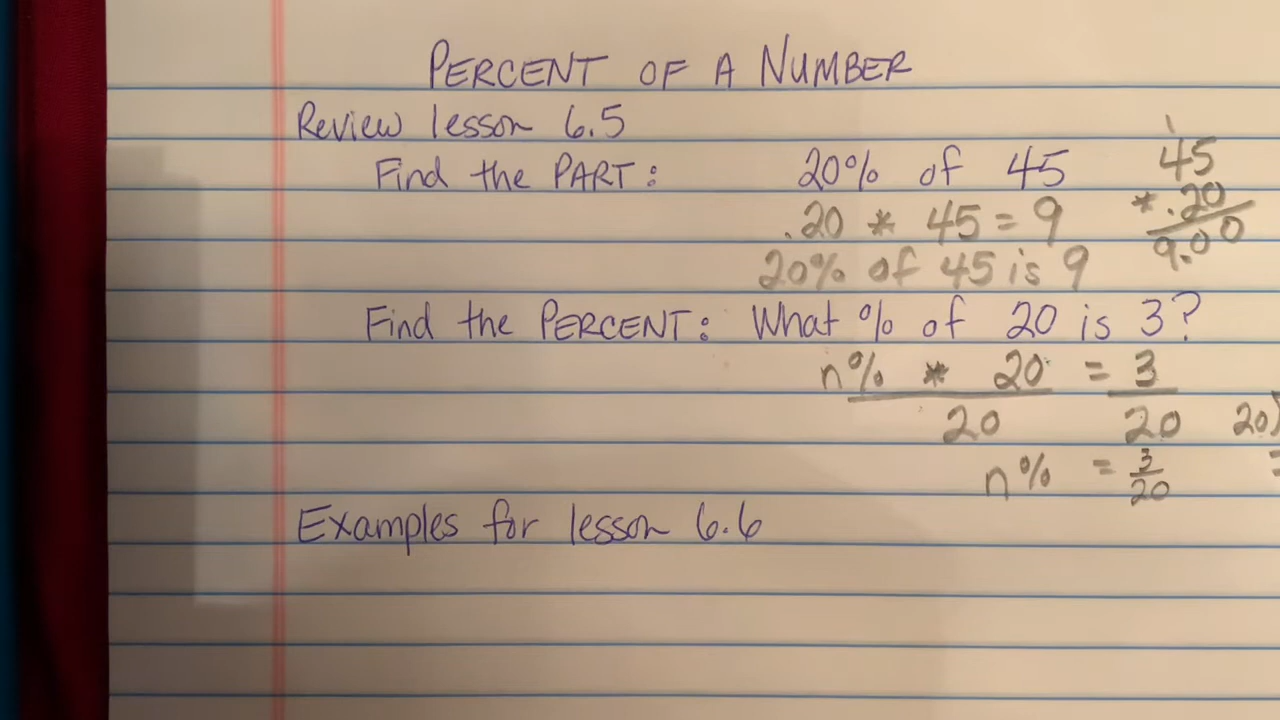 PERCENT OF A NUMBER
Review lesson 6.5
Find the PART: 20% of 45
.20 * 45 = 9
20% of 45 is 9
1
45
* .20
9.00
Find the PERCENT: What % of 20 is 3?
n% * 20 = 3
20 20 20)
n% = 3/20 =
Examples for lesson 6.6